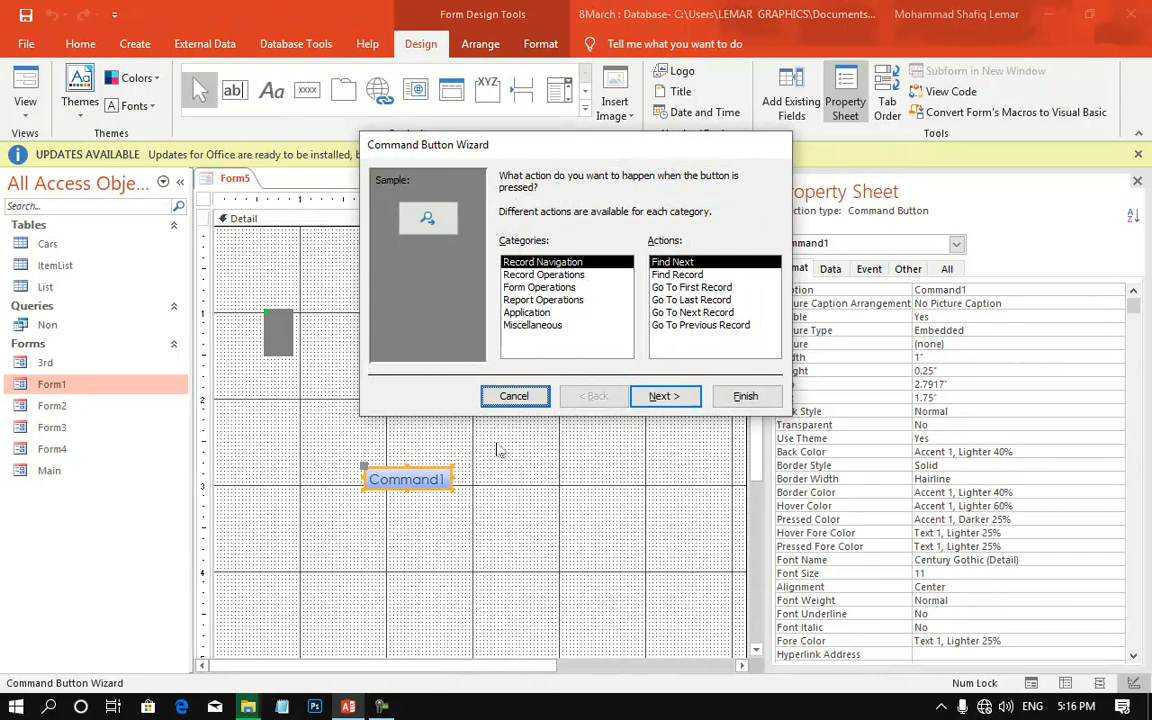 Form Design Tools
8March : Database- C:\Users\LEMAR GRAPHICS\Documents...
Mohammad Shafiq Lemar
File Home Create External Data Database Tools Help Design Arrange Format Tell me what you want to do
View
Views
Themes
Colors
Fonts
Themes
ab|
Aa
xxxx
XYZ
Insert
Image
Logo
Title
Date and Time
Add Existing
Fields
Property
Sheet
Tab
Order
Subform in New Window
View Code
Convert Form's Macros to Visual Basic
Tools
UPDATES AVAILABLE Updates for Office are ready to be installed, b
All Access Obje...
Search...
Tables
Cars
ItemList
List
Queries
Non
Forms
3rd
Form1
Form2
Form3
Form4
Main
Form5
1
Detail
1
2
3
4
Command1
Command Button Wizard
Sample:
What action do you want to happen when the button is
pressed?
Different actions are available for each category.
Categories:
Record Navigation
Record Operations
Form Operations
Report Operations
Application
Miscellaneous
Actions:
Find Next
Find Record
Go To First Record
Go To Last Record
Go To Next Record
Go To Previous Record
Cancel
< Back
Next >
Finish
roperty Sheet
ction type: Command Button
mmand1
mat Data Event Other All
ption Command1
cture Caption Arrangement No Picture Caption
ible Yes
cture Type Embedded
ure (none)
dth 1"
ight 0.25"
p 2.7917"
1.75"
ck Style Normal
Transparent No
Use Theme Yes
Back Color Accent 1, Lighter 40%
Border Style Solid
Border Width Hairline
Border Color Accent 1, Lighter 40%
Hover Color Accent 1, Lighter 60%
Pressed Color Accent 1, Darker 25%
Hover Fore Color Text 1, Lighter 25%
Pressed Fore Color Text 1, Lighter 25%
Font Name Century Gothic (Detail)
Font Size 11
Alignment Center
Font Weight Normal
Font Underline No
Font Italic No
Fore Color Text 1, Lighter 25%
Hyperlink Address
Command Button Wizard
Num Lock
ENG
5:16 PM